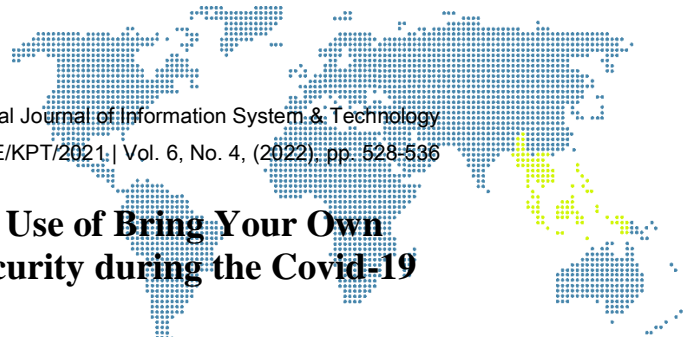 al Journal of Information System & Technology
E/KPT/2021 | Vol. 6, No. 4, (2022), pp. 528-536
Use of Bring Your Own
curity during the Covid-19